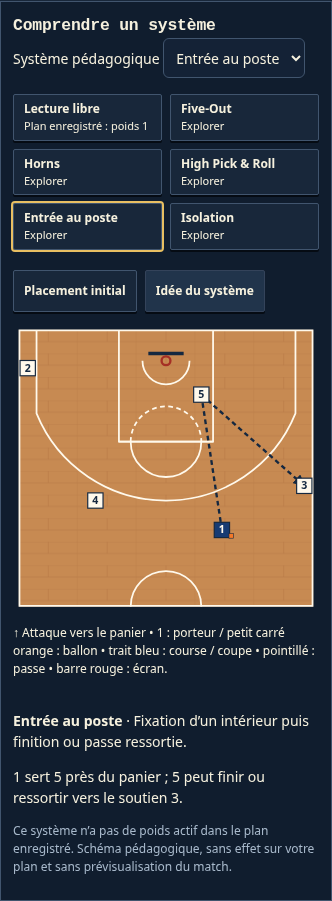 Comprendre un système
Système pédagogique Entrée au poste
Lecture libre
Plan enregistré : poids 1
Five-Out
Explorer
Horns
Explorer
High Pick & Roll
Explorer
Entrée au poste
Explorer
Isolation
Explorer
Placement initial
Idée du système
2
5
3
4
1
↑ Attaque vers le panier • 1 : porteur / petit carré
orange : ballon • trait bleu : course / coupe • pointillé :
passe • barre rouge : écran.
Entrée au poste · Fixation d’un intérieur puis
finition ou passe ressortie.
1 sert 5 près du panier ; 5 peut finir ou
ressortir vers le soutien 3.
Ce système n’a pas de poids actif dans le plan
enregistré. Schéma pédagogique, sans effet sur votre
plan et sans prévisualisation du match.